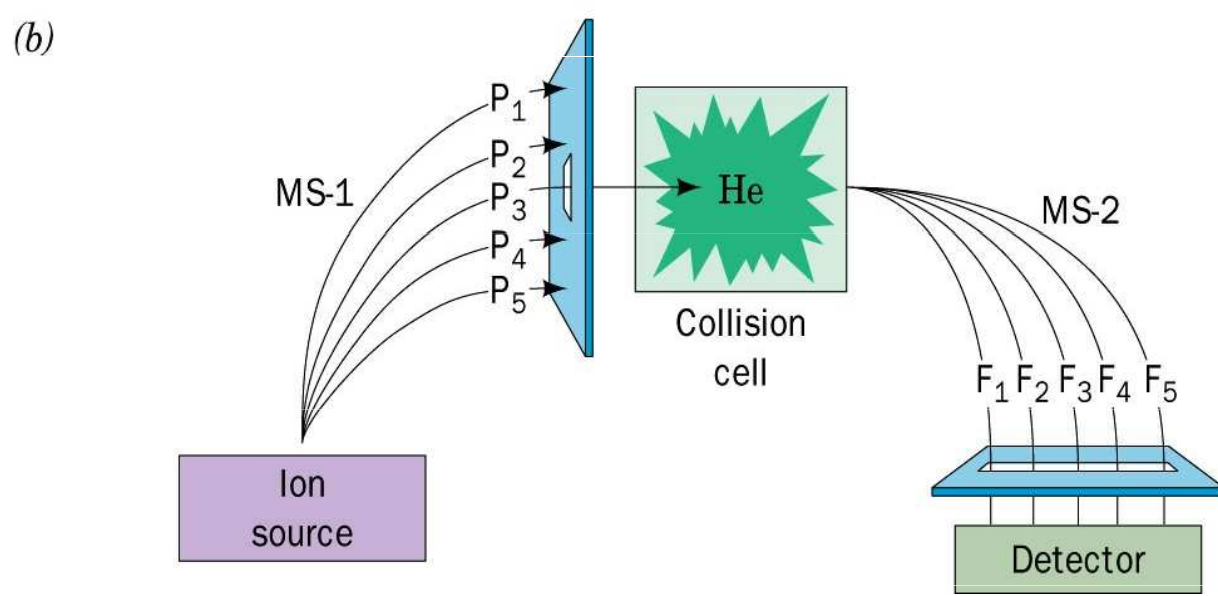 (b)
MS-1
P1
P2
P3
P4
P5
He
Collision
cell
MS-2
F1 F2 F3 F4 F5
Ion
source
Detector